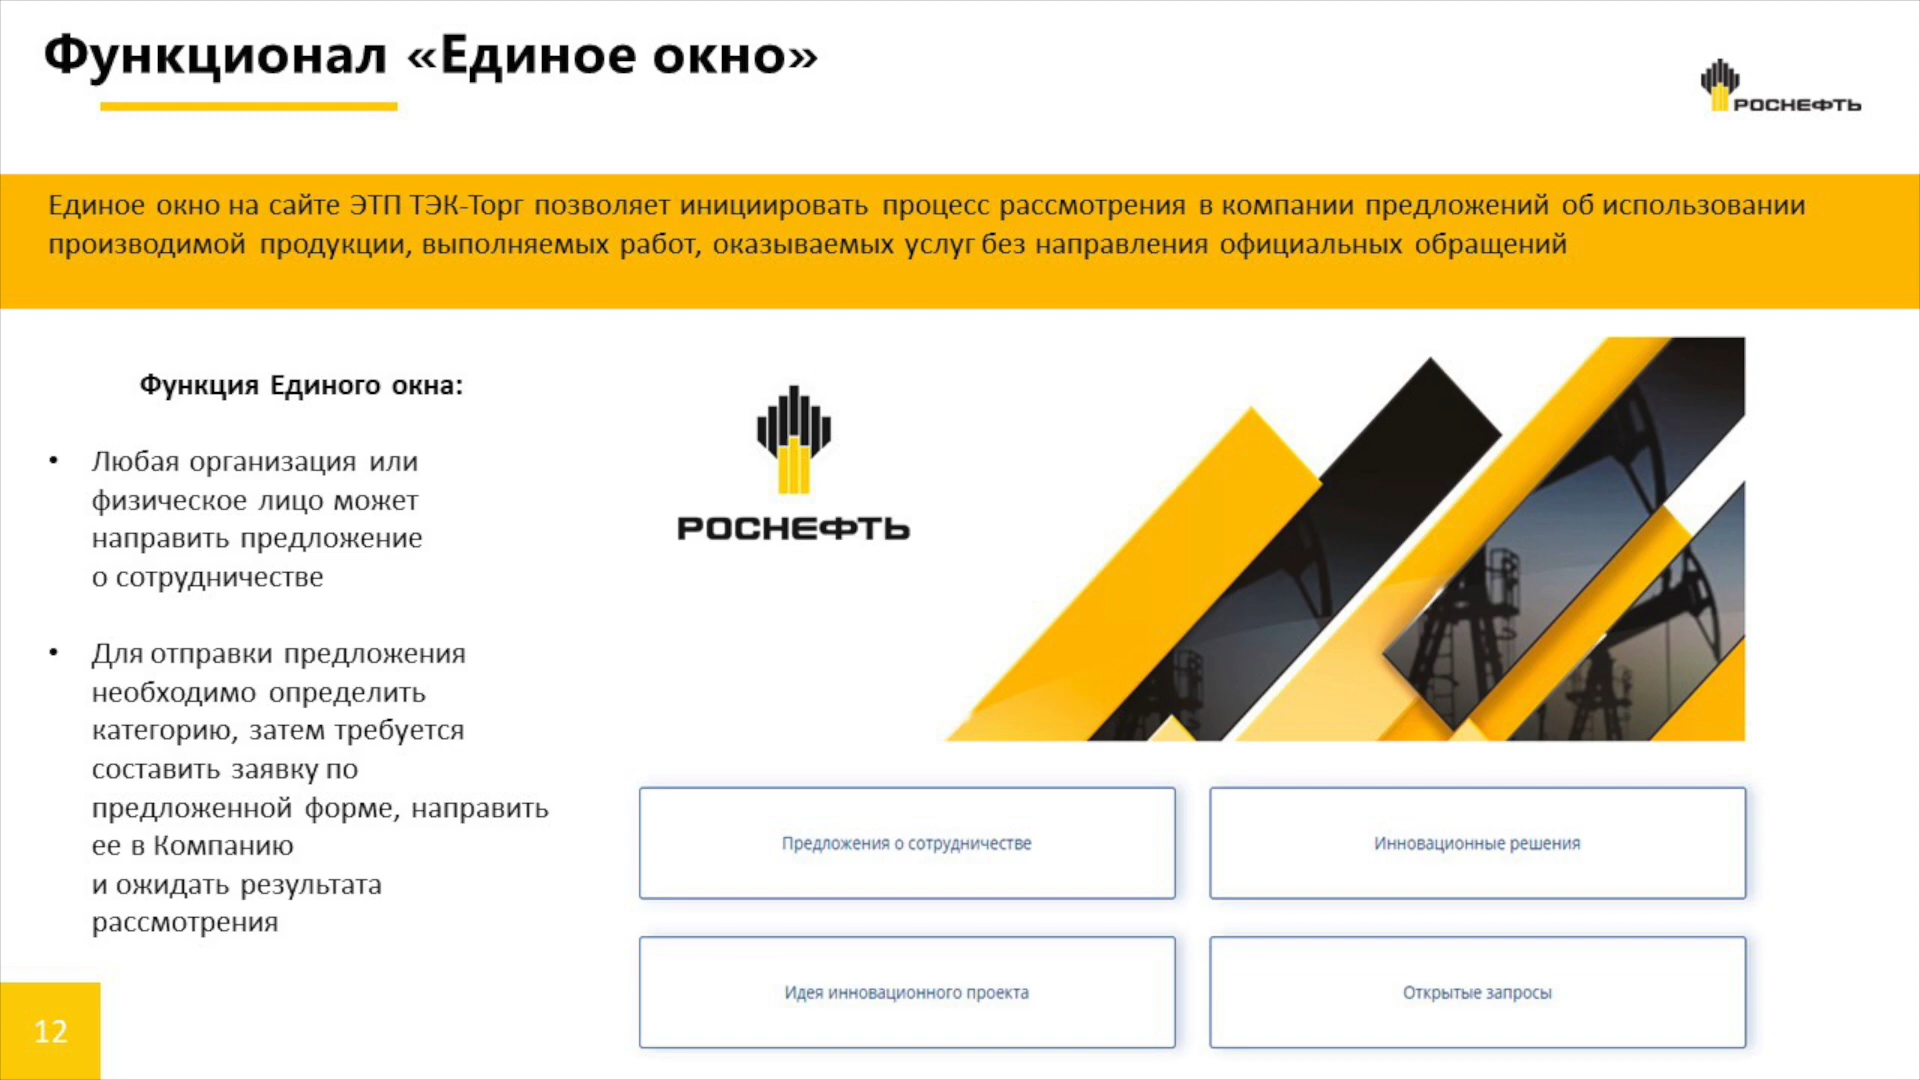 Функционал «Единое окно»
РОСНЕФТЬ
Единое окно на сайте ЭТП ТЭК-Торг позволяет инициировать процесс рассмотрения в компании предложений об использовании
производимой продукции, выполняемых работ, оказываемых услуг без направления официальных обращений
Функция Единого окна:
• Любая организация или
физическое лицо может
направить предложение
о сотрудничестве
• Для отправки предложения
необходимо определить
категорию, затем требуется
составить заявку по
предложенной форме, направить
ее в Компанию
и ожидать результата
рассмотрения
РОСНЕФТЬ
Предложения о сотрудничестве
Инновационные решения
Идея инновационного проекта
Открытые запросы
12